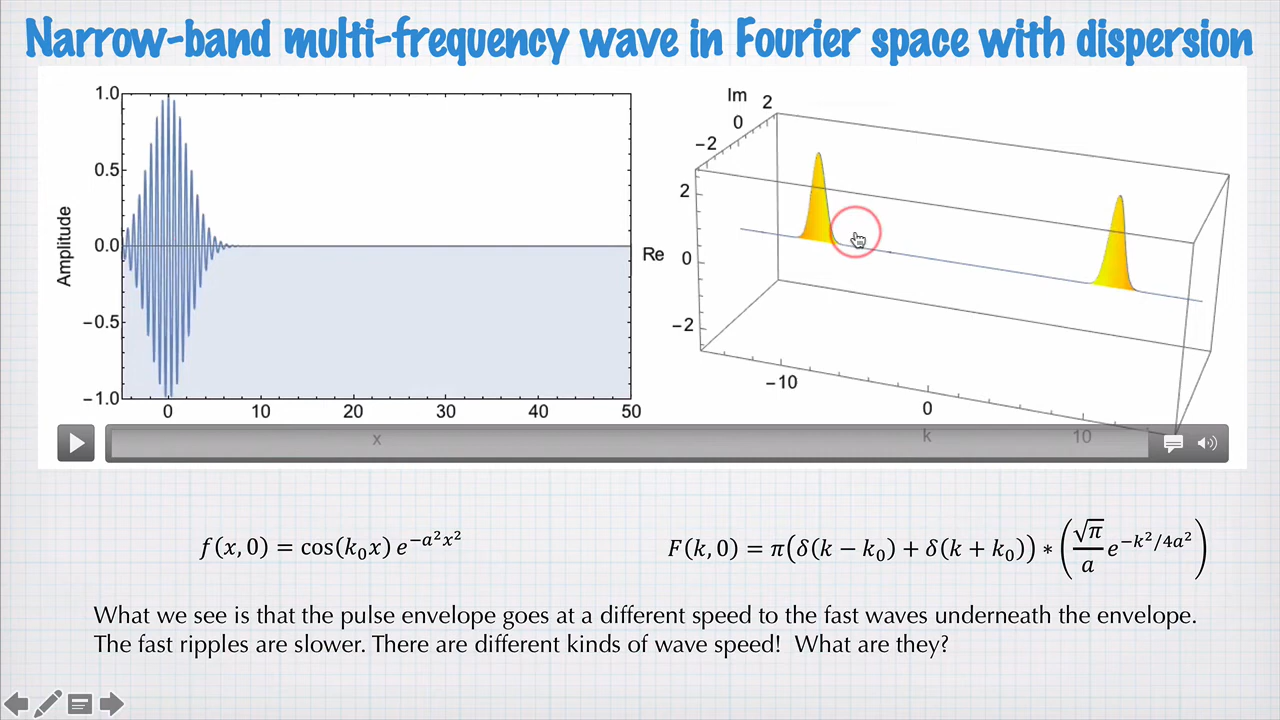 Narrow-band multi-frequency wave in Fourier space with dispersion
1.0
0.5
0.0
−0.5
−1.0
Amplitude
0
10
20
30
40
50
x
Im
2
0
−2
2
Re
0
−2
−10
0
10
k
f(x, 0) = cos(k₀x) e^{−a²x²}
F(k, 0) = π(δ(k − k₀) + δ(k + k₀)) ∗ (√π/a e^{−k²/4a²})
What we see is that the pulse envelope goes at a different speed to the fast waves underneath the envelope.
The fast ripples are slower. There are different kinds of wave speed! What are they?